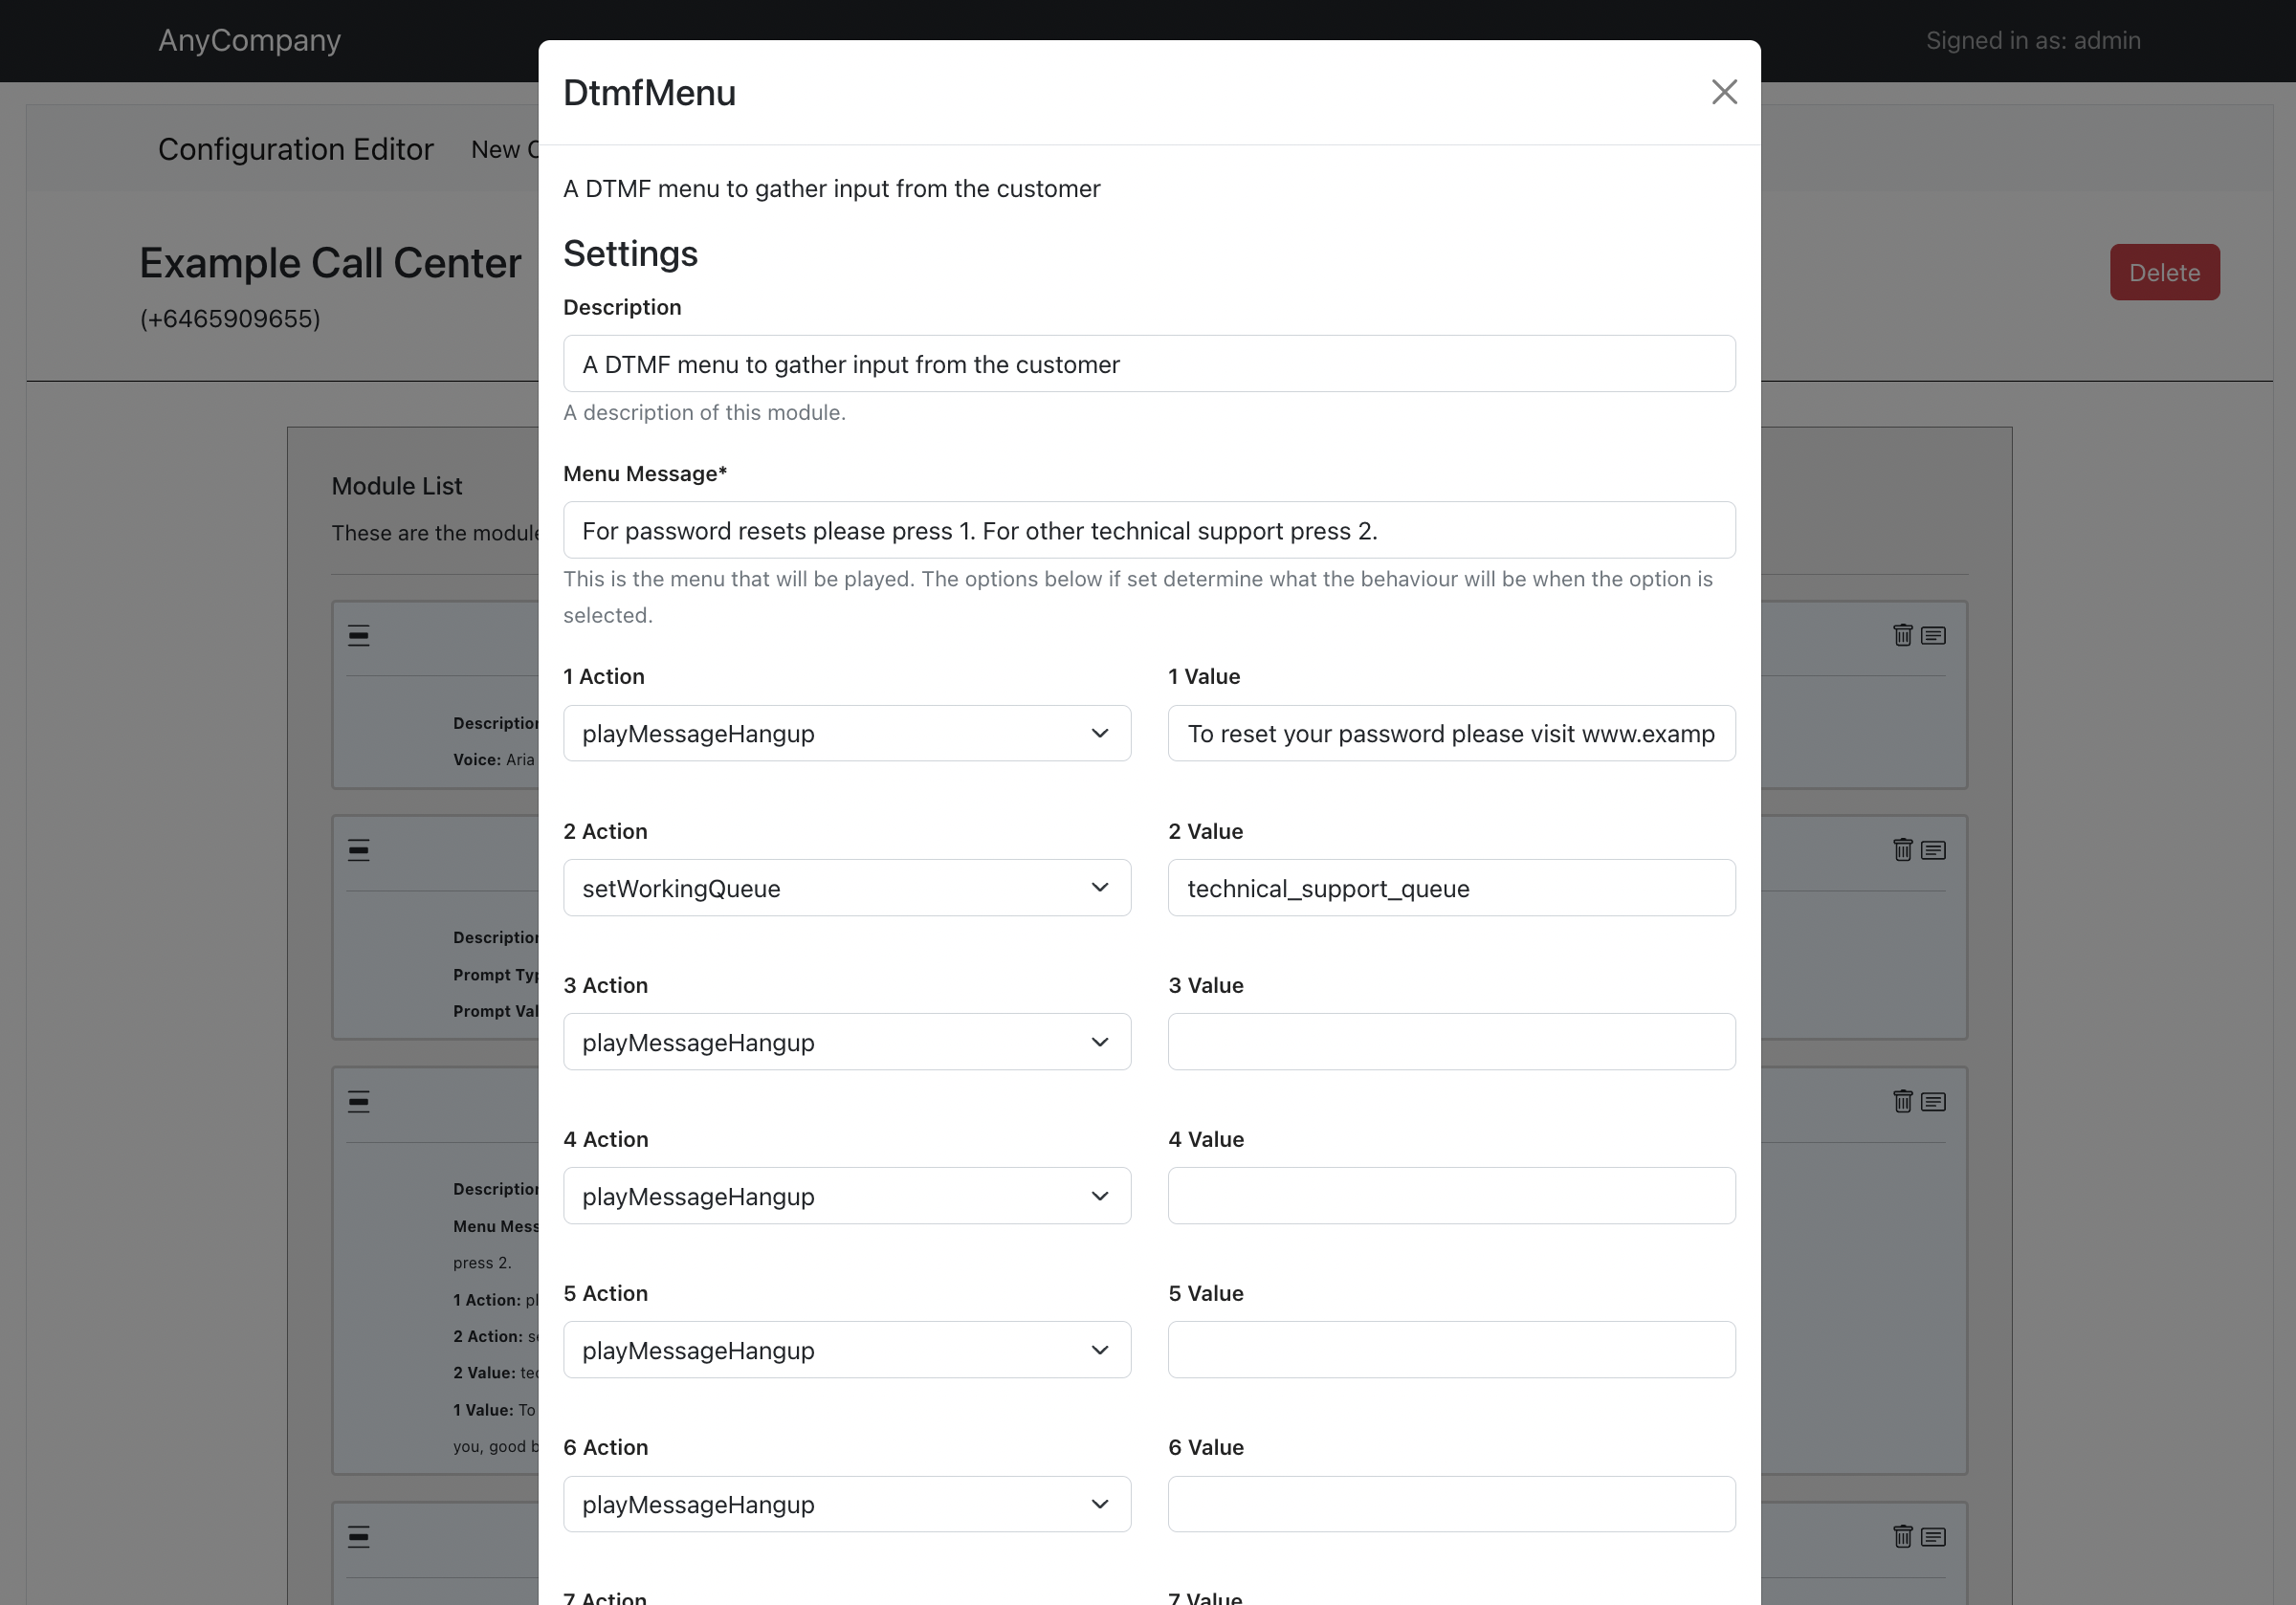 AnyCompany
Signed in as: admin
Configuration Editor
New
Example Call Center
(+6465909655)
Delete
Module List
These are the
Description
Voice: Aria
Description
Prompt
Prompt
Description
Menu
press 2.
1 Action:
2 Action:
2 Value:
1 Value: To
you, good
DtmfMenu
A DTMF menu to gather input from the customer
Settings
Description
A DTMF menu to gather input from the customer
A description of this module.
Menu Message*
For password resets please press 1. For other technical support press 2.
This is the menu that will be played. The options below if set determine what the behaviour will be when the option is
selected.
1 Action
1 Value
playMessageHangup
To reset your password please visit www.examp
2 Action
2 Value
setWorkingQueue
technical_support_queue
3 Action
3 Value
playMessageHangup
4 Action
4 Value
playMessageHangup
5 Action
5 Value
playMessageHangup
6 Action
6 Value
playMessageHangup
7 Action
7 Value